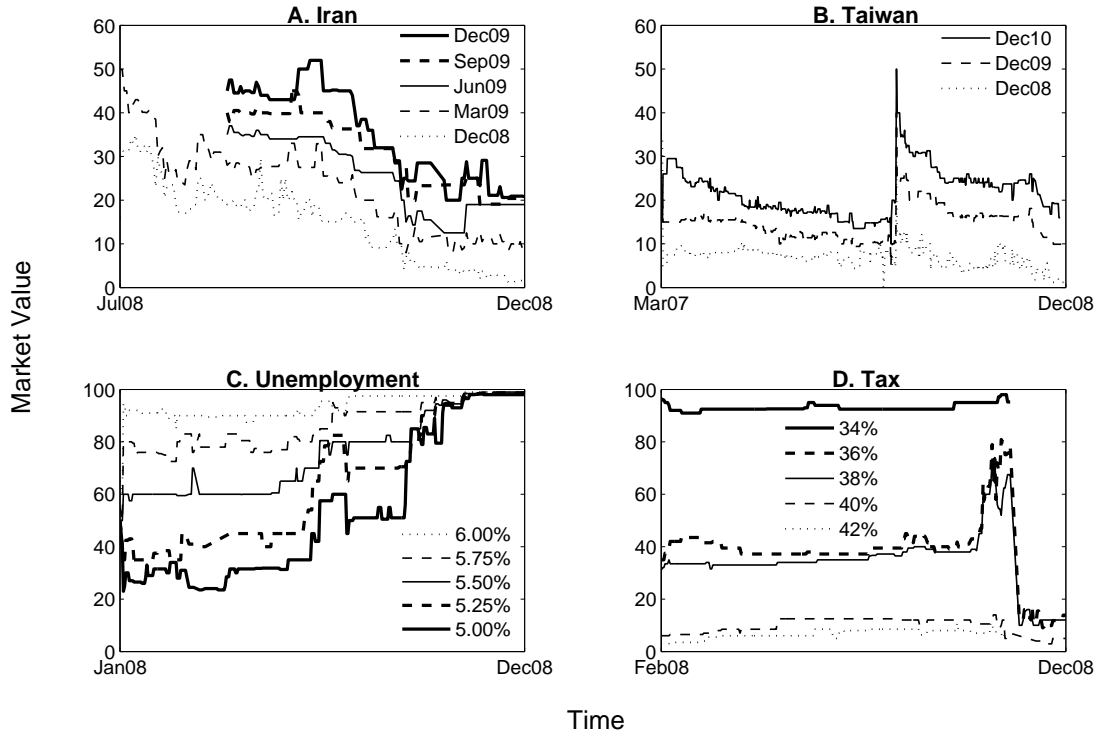 A. Iran
60
50
40
30
20
10
0
Dec09
Sep09
Jun09
Mar09
Dec08
Jul08
Dec08
B. Taiwan
60
50
40
30
20
10
0
Dec10
Dec09
Dec08
Mar07
Dec08
Market Value
C. Unemployment
100
80
60
40
20
0
6.00%
5.75%
5.50%
5.25%
5.00%
Jan08
Dec08
D. Tax
100
80
60
40
20
0
34%
36%
38%
40%
42%
Feb08
Dec08
Time